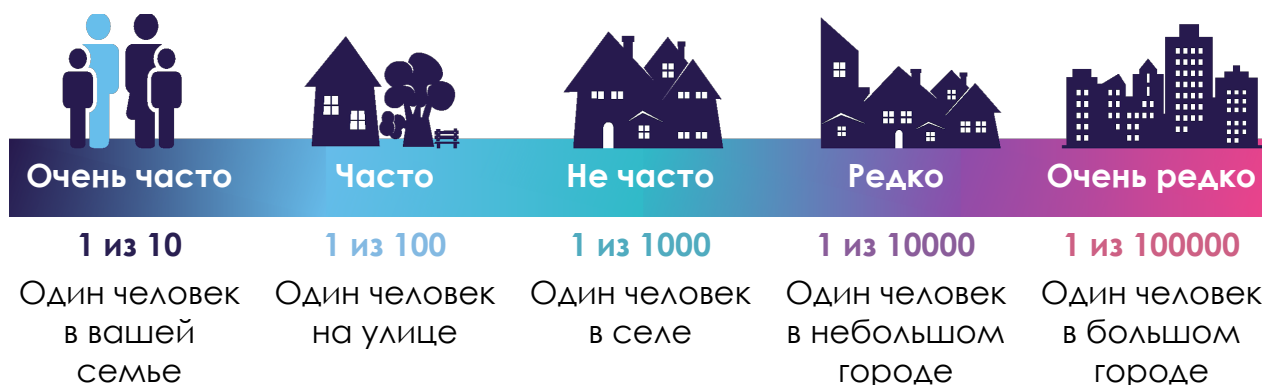 Очень часто
Часто
Не часто
Редко
Очень редко
1 из 10
1 из 100
1 из 1000
1 из 10000
1 из 100000
Один человек
в вашей
семье
Один человек
на улице
Один человек
в селе
Один человек
в небольшом
городе
Один человек
в большом
городе